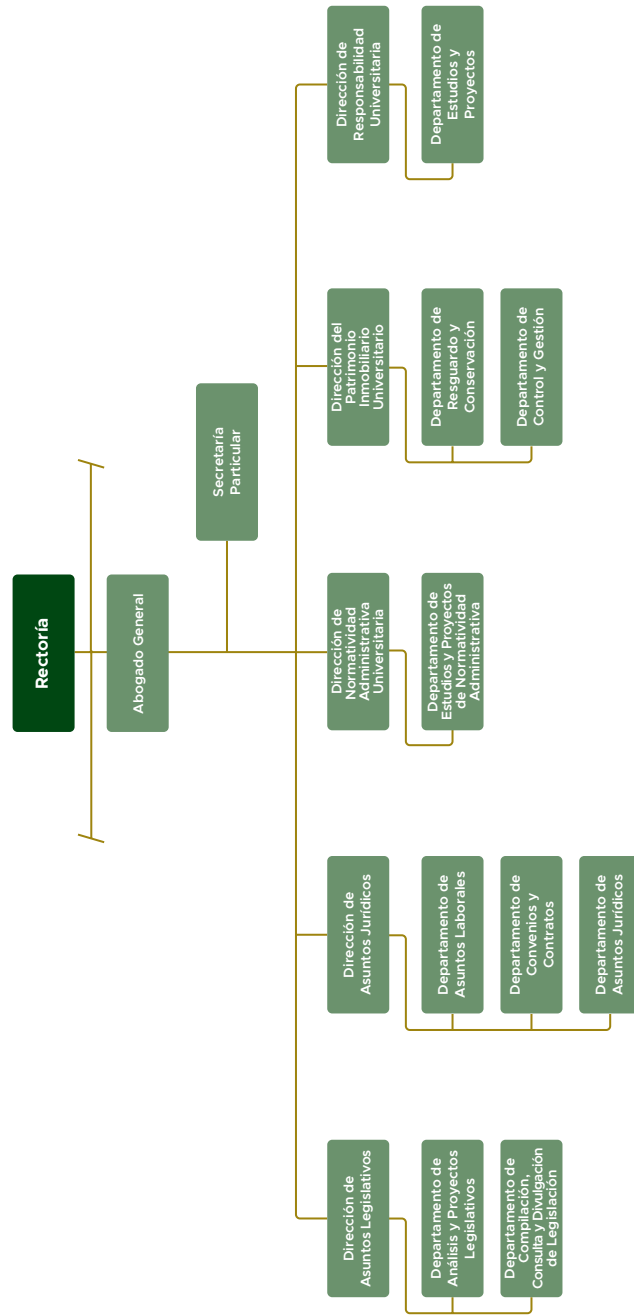 Rectoría
Abogado General
Secretaría
Particular
Dirección de
Asuntos Legislativos
Departamento de
Análisis y Proyectos
Legislativos
Departamento de
Compilación,
Consulta y Divulgación
de Legislación
Dirección de
Asuntos Jurídicos
Departamento de
Asuntos Laborales
Departamento de
Convenios y
Contratos
Departamento de
Asuntos Jurídicos
Dirección de
Normatividad
Administrativa
Universitaria
Departamento de
Estudios y Proyectos
de Normatividad
Administrativa
Dirección del
Patrimonio
Inmobiliario
Universitario
Departamento de
Resguardo y
Conservación
Departamento de
Control y Gestión
Dirección de
Responsabilidad
Universitaria
Departamento de
Estudios y
Proyectos